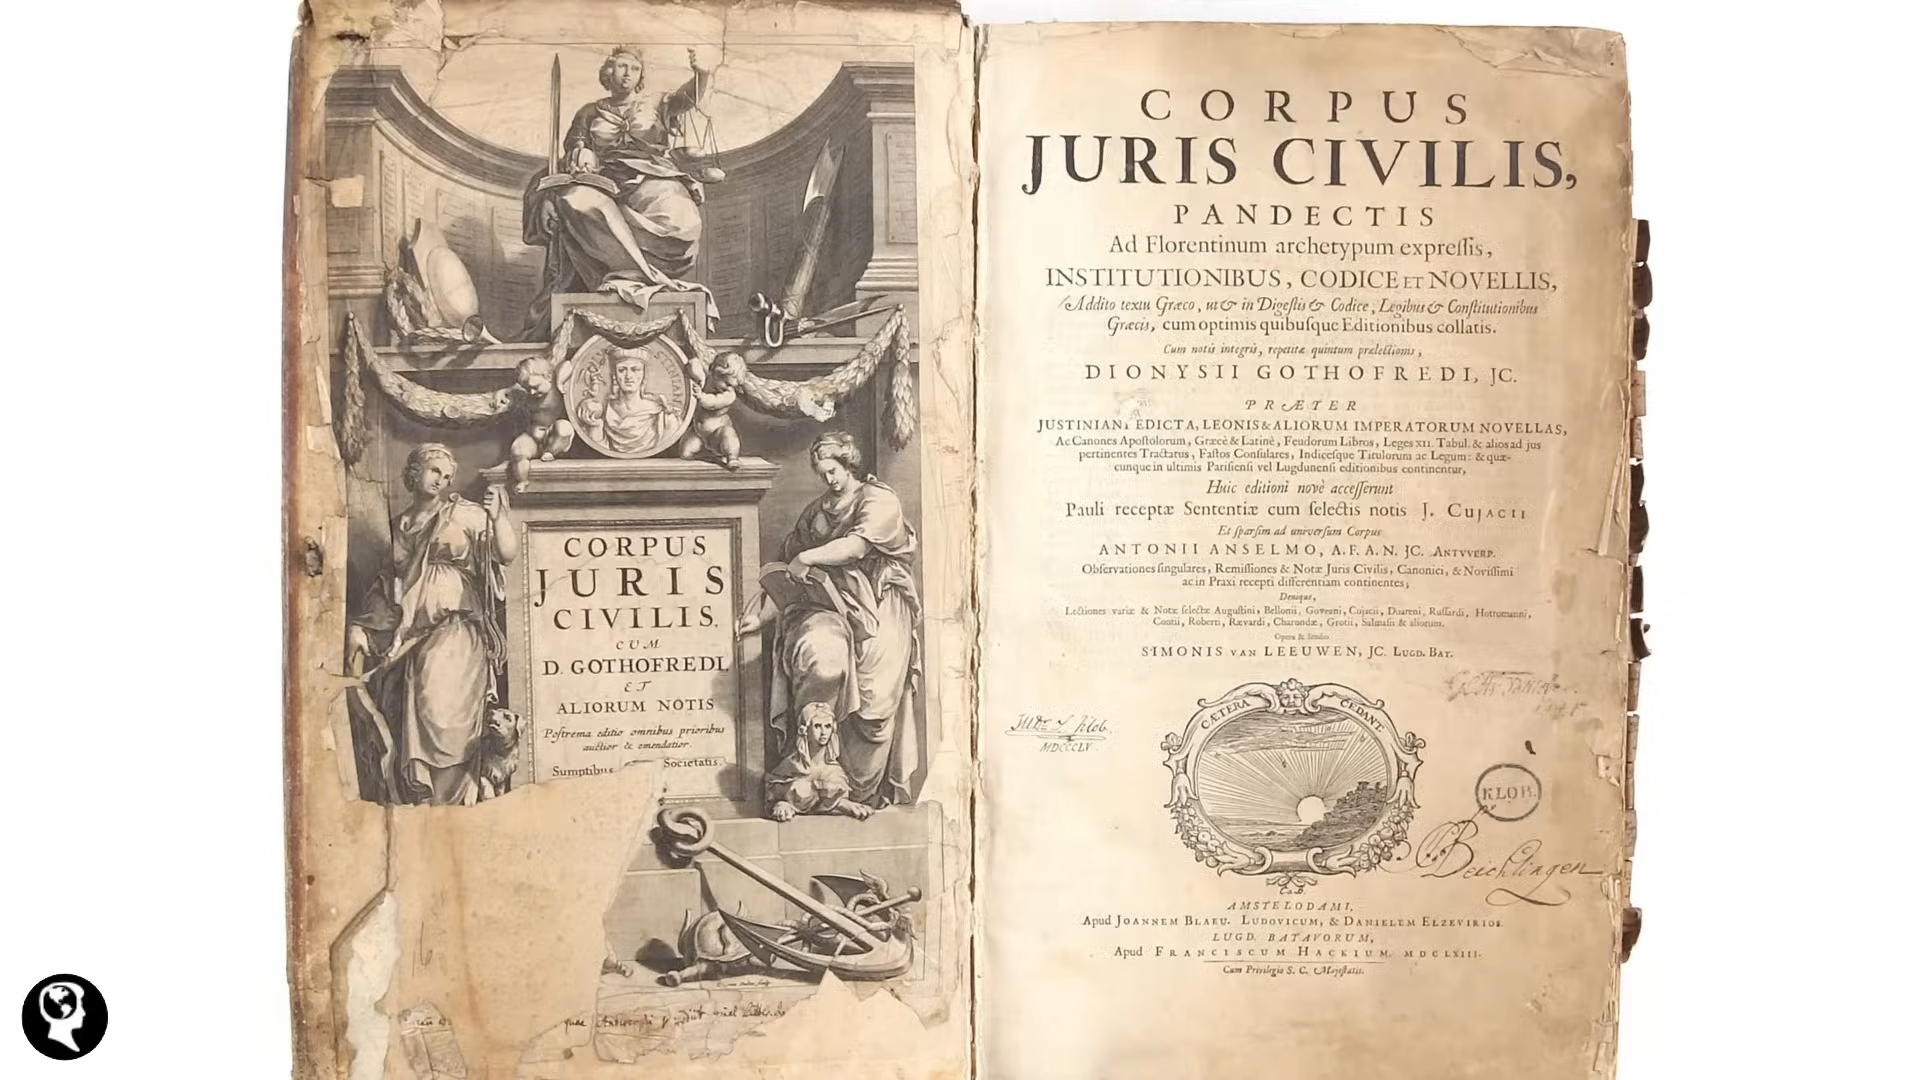 CORPUS
JURIS
CIVILIS,
CUM
D. GOTHOFREDI,
ET
ALIORUM NOTIS
Poſtrema editio omnibus prioribus
auctior & emendatior.
Sumptibus Societatis.
CORPUS
JURIS CIVILIS,
PANDECTIS
Ad Florentinum archetypum expreſſis,
INSTITUTIONIBUS, CODICE ET NOVELLIS,
Addito textu Græco, ut & in Digeſtis & Codice, Legibus & Conſtitutionibus
Græcis, cum optimis quibuſque Editionibus collatis.
Cum notis integris, repetitæ quintum prælectionis,
DIONYSII GOTHOFREDI, JC.
PRÆTER
JUSTINIANI EDICTA, LEONIS & ALIORUM IMPERATORUM NOVELLAS,
Ac Canones Apoſtolorum, Græcè & Latinè, Feudorum Libros, Leges XII. Tabul. & alios ad jus
pertinentes Tractatus, Faſtos Conſulares, Indiceſque Titulorum ac Legum: & quæ-
cunque in ultimis Pariſienſi vel Lugdunenſi editionibus continentur,
Huic editioni novè acceſſerunt
Pauli receptæ Sententiæ cum ſelectis notis J. CUJACII
Et ſparſim ad univerſum Corpus
ANTONII ANSELMO, A.F.A.N. JC. ANTVVERP.
Obſervationes ſingulares, Remiſſiones & Notæ Juris Civilis, Canonici, & Noviſſimi
ac in Praxi recepti differentiam continentes;
Denique,
Lectiones variæ & Notæ ſelectæ Auguſtini, Bellonii, Goveani, Cujacii, Duareni, Ruſſardi, Hottomanni,
Contii, Roberti, Rævardi, Charondæ, Grotii, Salmaſii & aliorum.
Opera & Studio
SIMONIS VAN LEEUWEN, JC. LUGD. BAT.
CÆTERA CEDANT
MDCCCLV
KLOB.
Beichlingen
AMSTELODAMI,
Apud JOANNEM BLAEU, LUDOVICUM, & DANIELEM ELZEVIRIOS.
LUGD. BATAVORUM,
Apud FRANCISCUM HACKIUM. MDCLXIII.
Cum Privilegio S. C. Majeſtatis.